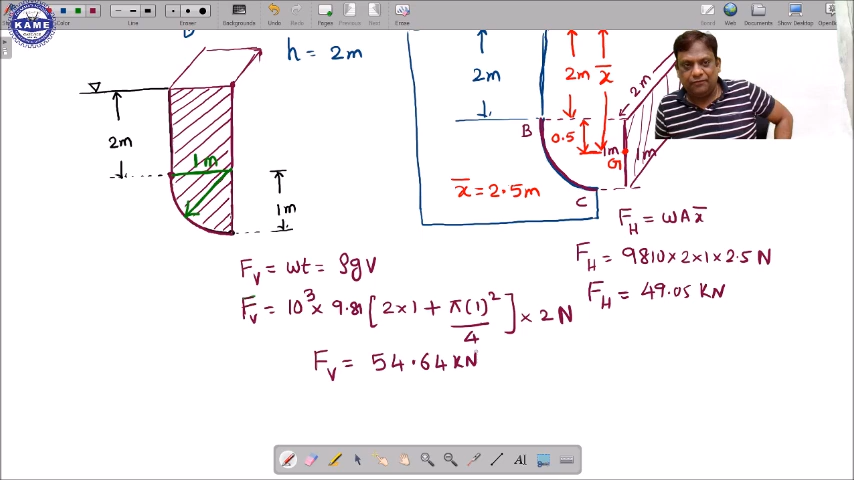 KAME
Color
Line
Eraser
Backgrounds
Undo
Redo
Pages
Previous
Next
Board
Web
Show
Documents
Show
Desktop
h = 2m
2m
1m
1m
2m
2m
x̅
2m
B
0.5
1m
G
1m
x̅ = 2.5m
C
F_H = wAx̅
F_H = 9810×2×1×2.5 N
F_H = 49.05 KN
F_V = wt = ρgV
F_V = 10³ × 9.81 [ 2×1 + π(1)²/4 ] × 2 N
F_V = 54.64 KN
A